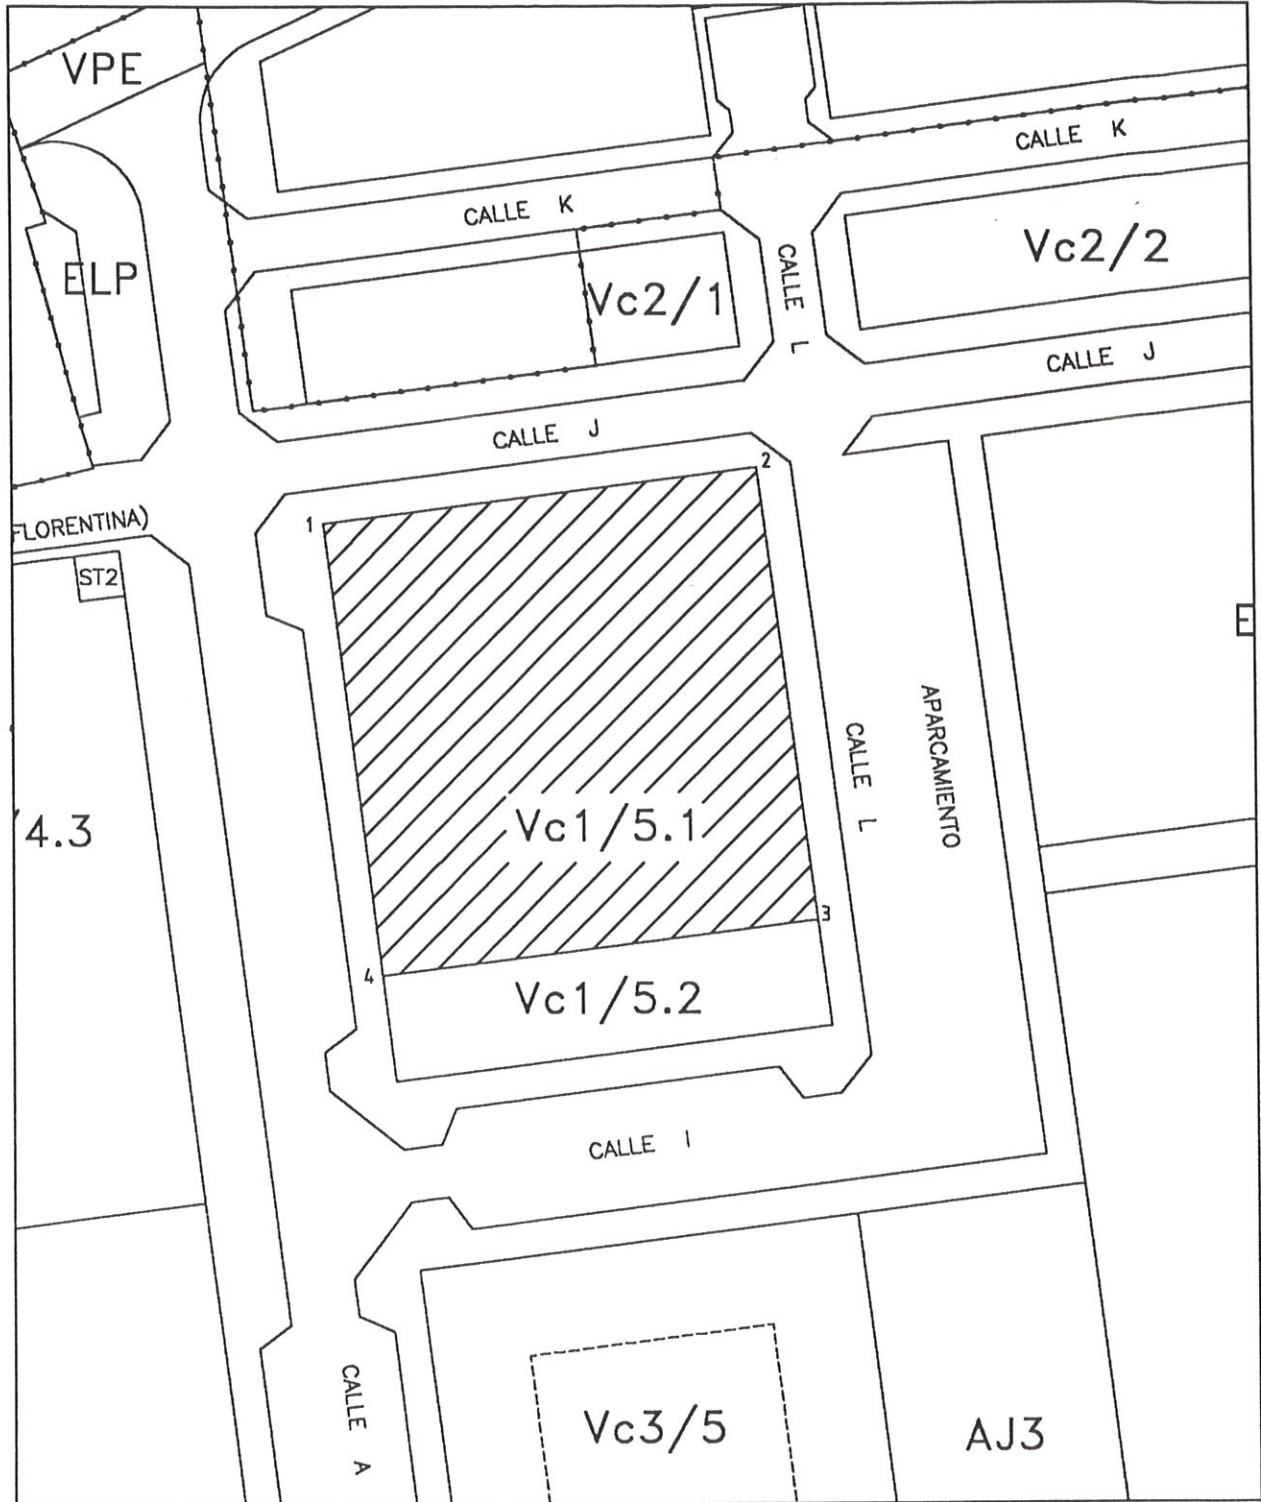 VPE
CALLE K
CALLE K
Vc2/2
ELP
Vc2/1
CALLE L
CALLE J
CALLE J
1
2
FLORENTINA)
ST2
E
APARCAMIENTO
CALLE L
4.3
Vc1/5.1
3
4
Vc1/5.2
CALLE I
CALLE A
Vc3/5
AJ3